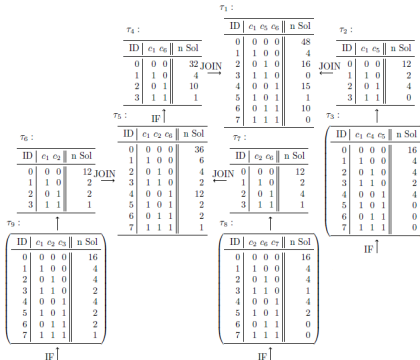 τ1 :
ID c1 c5 c6 n Sol
0 0 0 0 48
1 1 0 0 4
2 0 1 0 16
3 1 1 0 0
4 0 0 1 15
5 1 0 1 1
6 0 1 1 10
7 1 1 1 0
τ4 :
ID c1 c6 n Sol
0 0 0 32
1 1 0 4
2 0 1 10
3 1 1 1
JOIN
IF
τ2 :
ID c1 c5 n Sol
0 0 0 12
1 1 0 2
2 0 1 4
3 1 1 0
JOIN
τ3 :
ID c1 c4 c5 n Sol
0 0 0 0 16
1 1 0 0 4
2 0 1 0 4
3 1 1 0 2
4 0 0 1 4
5 1 0 1 0
6 0 1 1 0
7 1 1 1 0
IF
τ5 :
ID c1 c2 c6 n Sol
0 0 0 0 36
1 1 0 0 6
2 0 1 0 4
3 1 1 0 2
4 0 0 1 12
5 1 0 1 2
6 0 1 1 2
7 1 1 1 1
τ6 :
ID c1 c2 n Sol
0 0 0 12
1 1 0 2
2 0 1 2
3 1 1 1
JOIN
τ7 :
ID c2 c6 n Sol
0 0 0 12
1 1 0 2
2 0 1 4
3 1 1 1
JOIN
τ9 :
ID c1 c2 c3 n Sol
0 0 0 0 16
1 1 0 0 4
2 0 1 0 4
3 1 1 0 1
4 0 0 1 4
5 1 0 1 2
6 0 1 1 2
7 1 1 1 1
IF
τ8 :
ID c2 c6 c7 n Sol
0 0 0 0 16
1 1 0 0 4
2 0 1 0 4
3 1 1 0 1
4 0 0 1 4
5 1 0 1 2
6 0 1 1 0
7 1 1 1 0
IF